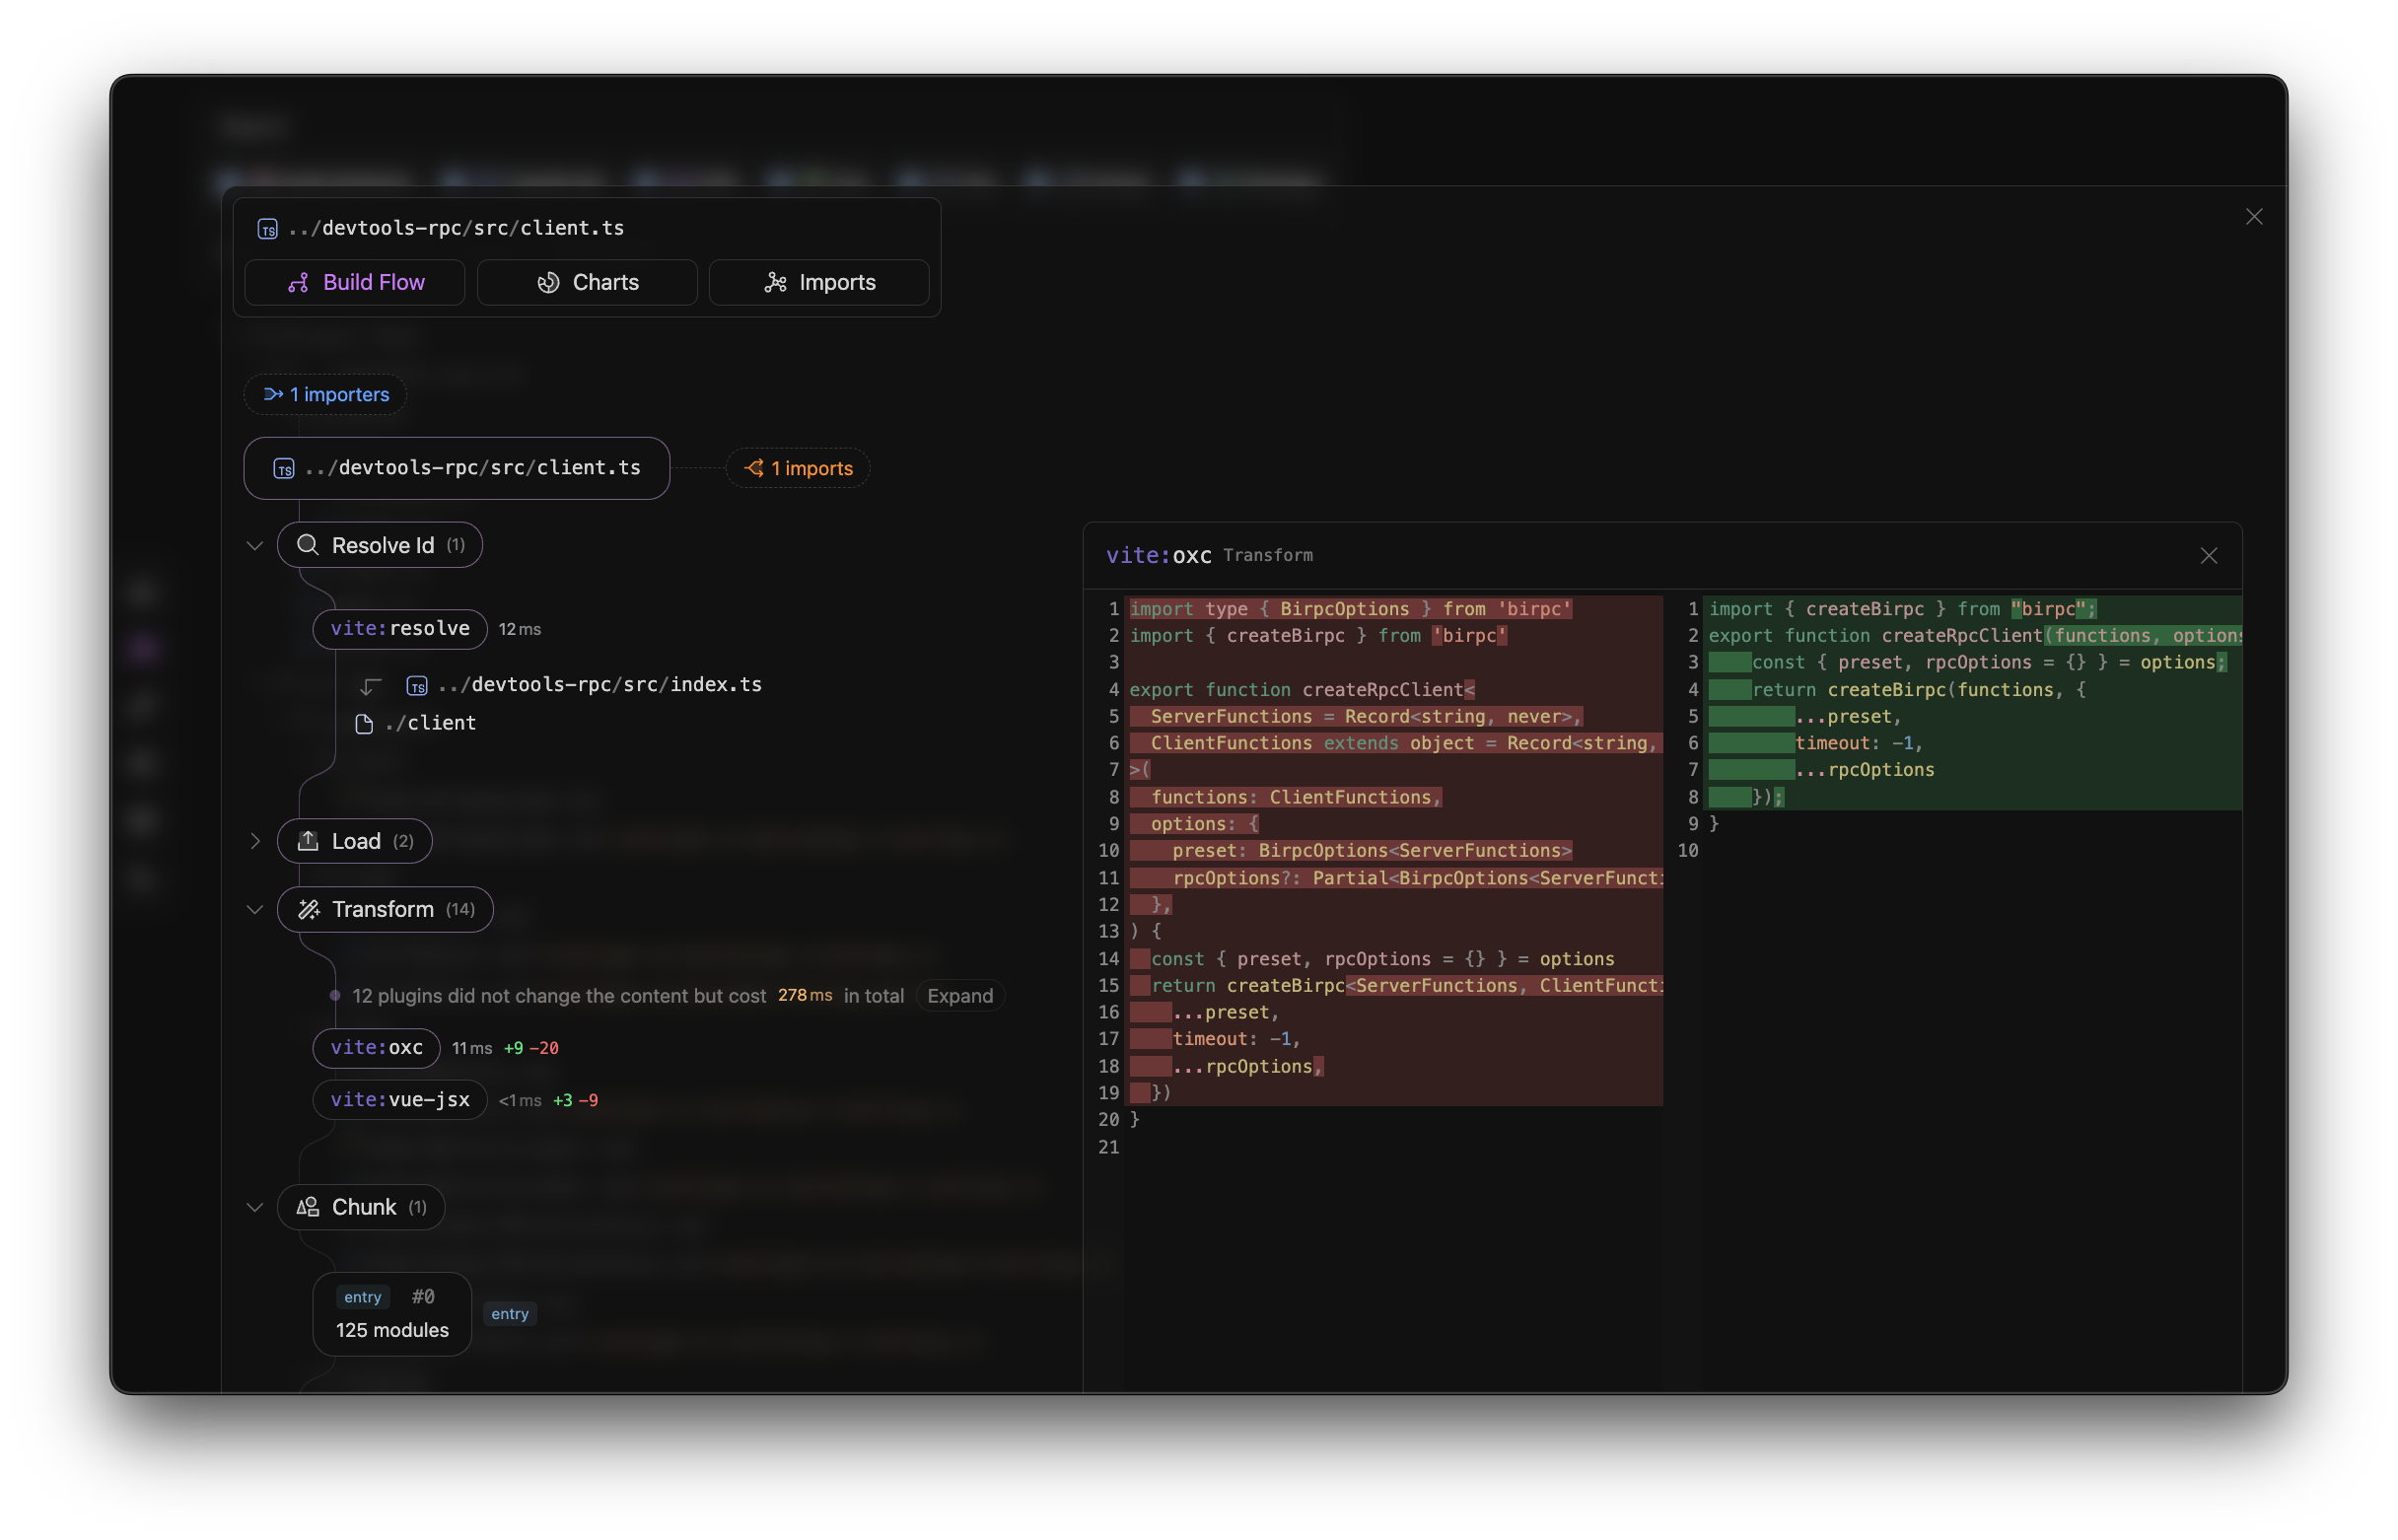 ../devtools-rpc/src/client.ts
Build Flow
Charts
Imports
1 importers
../devtools-rpc/src/client.ts
1 imports
Resolve Id (1)
vite:resolve 12ms
../devtools-rpc/src/index.ts
./client
Load (2)
Transform (14)
12 plugins did not change the content but cost 278ms in total Expand
vite:oxc 11ms +9 −20
vite:vue-jsx <1ms +3 −9
Chunk (1)
entry #0
125 modules
entry
vite:oxc Transform
1 import type { BirpcOptions } from 'birpc'
2 import { createBirpc } from 'birpc'
3
4 export function createRpcClient<
5 ServerFunctions = Record<string, never>,
6 ClientFunctions extends object = Record<string,
7 >(
8 functions: ClientFunctions,
9 options: {
10 preset: BirpcOptions<ServerFunctions>
11 rpcOptions?: Partial<BirpcOptions<ServerFuncti
12 },
13 ) {
14 const { preset, rpcOptions = {} } = options
15 return createBirpc<ServerFunctions, ClientFuncti
16 ...preset,
17 timeout: -1,
18 ...rpcOptions,
19 })
20 }
21
1 import { createBirpc } from "birpc";
2 export function createRpcClient(functions, options
3 const { preset, rpcOptions = {} } = options;
4 return createBirpc(functions, {
5 ...preset,
6 timeout: -1,
7 ...rpcOptions
8 });
9 }
10